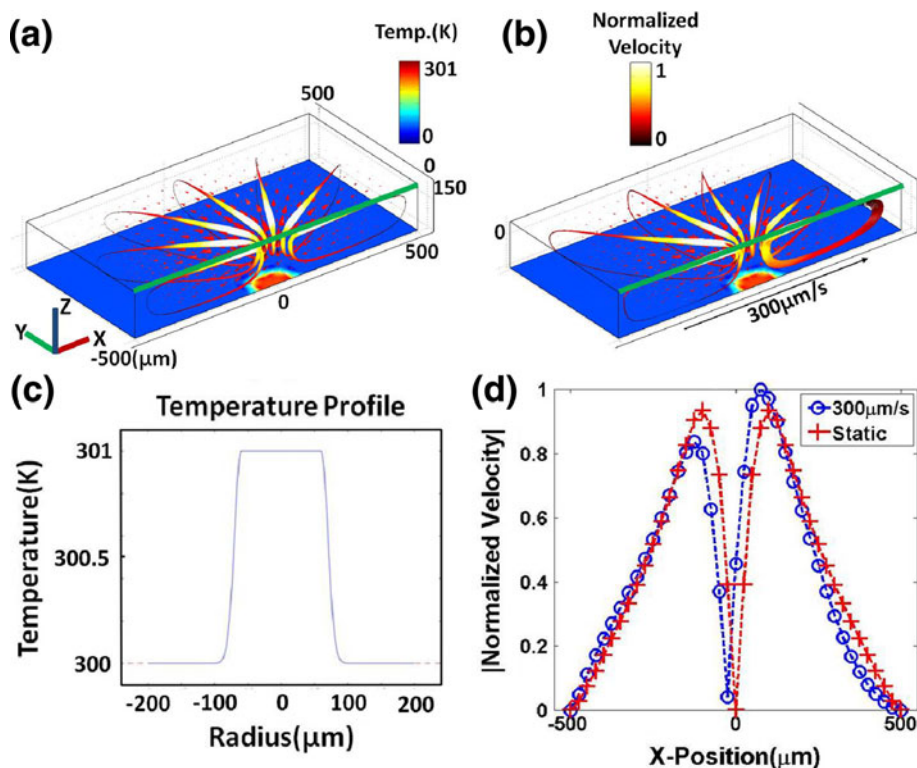 (a)
Temp.(K)
301
0
500
0
150
500
0
-500(μm)
Z
Y
X
(b)
Normalized
Velocity
1
0
0
300μm/s
(c)
Temperature Profile
Temperature(K)
301
300.5
300
-200
-100
0
100
200
Radius(μm)
(d)
|Normalized Velocity|
1
0.8
0.6
0.4
0.2
0
-500
0
500
X-Position(μm)
300μm/s
Static